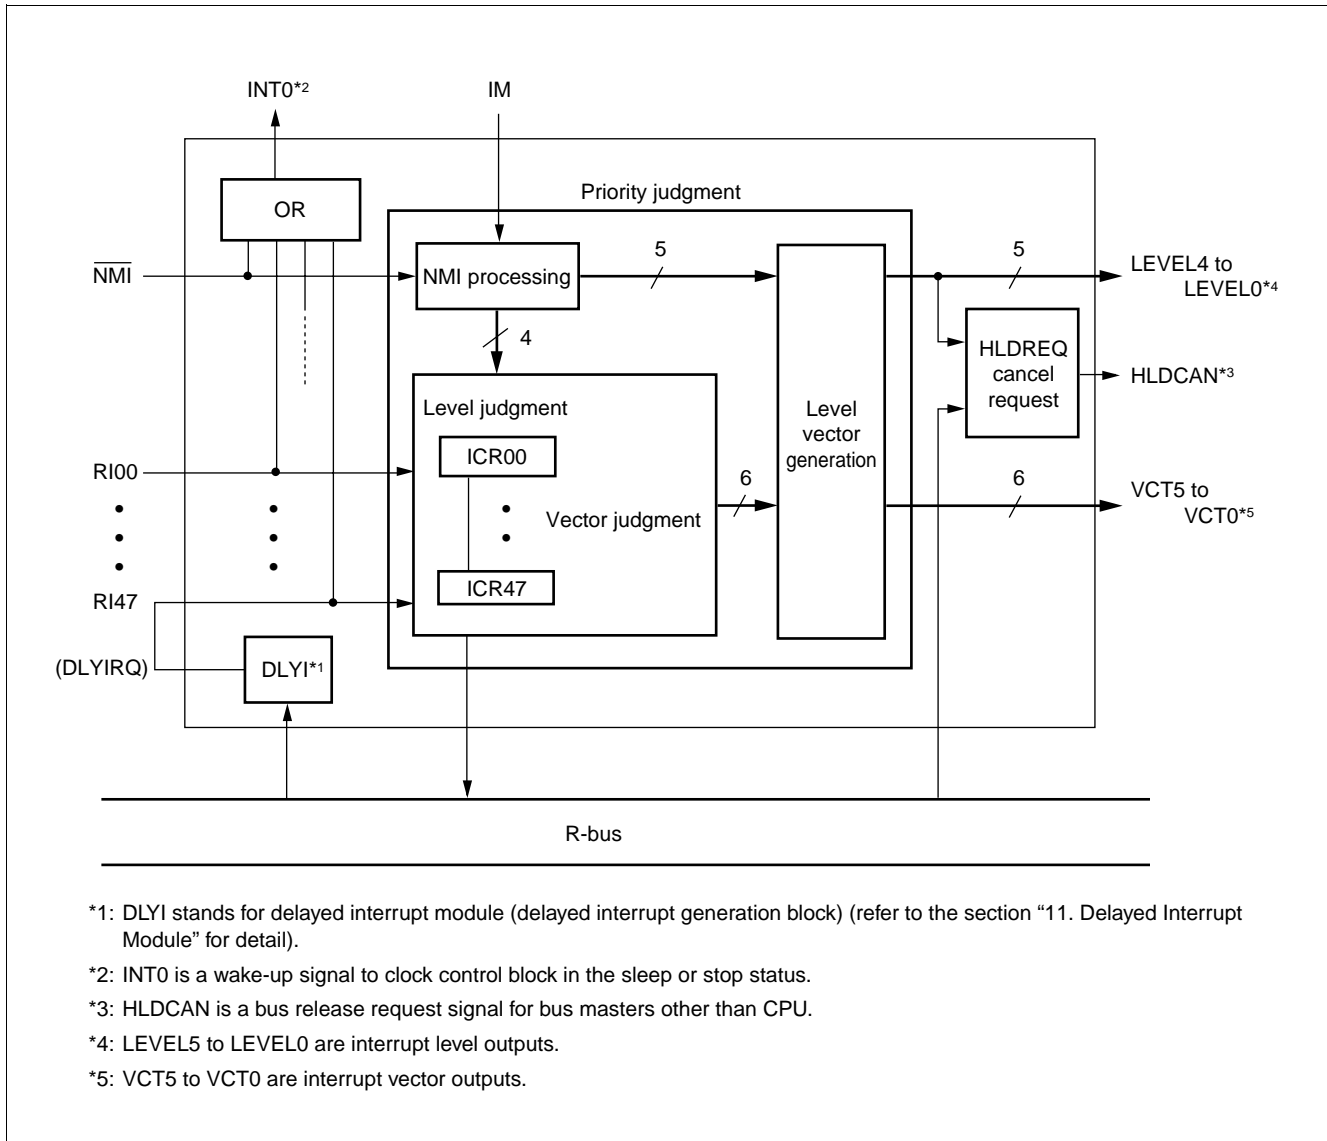 INT0*2
IM
OR
Priority judgment
NMI
NMI processing
5
5
LEVEL4 to
LEVEL0*4
4
HLDREQ
cancel
request
HLDCAN*3
Level judgment
ICR00
Level
vector
generation
RI00
6
6
VCT5 to
VCT0*5
Vector judgment
ICR47
RI47
(DLYIRQ)
DLYI*1
R-bus
*1: DLYI stands for delayed interrupt module (delayed interrupt generation block) (refer to the section “11. Delayed Interrupt
Module” for detail).
*2: INT0 is a wake-up signal to clock control block in the sleep or stop status.
*3: HLDCAN is a bus release request signal for bus masters other than CPU.
*4: LEVEL5 to LEVEL0 are interrupt level outputs.
*5: VCT5 to VCT0 are interrupt vector outputs.